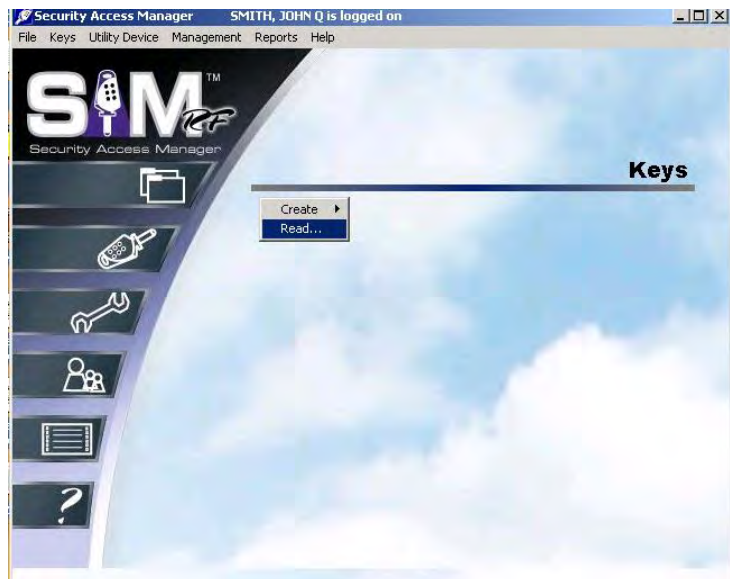 Security Access Manager SMITH, JOHN Q is logged on
File Keys Utility Device Management Reports Help
SAM TM
RF
Security Access Manager
Keys
Create
Read...
?